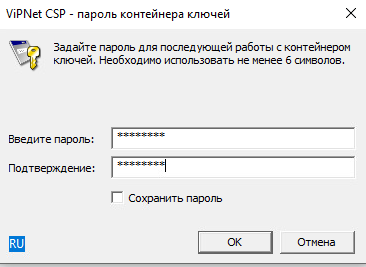 ViPNet CSP - пароль контейнера ключей
Задайте пароль для последующей работы с контейнером
ключей. Необходимо использовать не менее 6 символов.
Введите пароль: ********
Подтверждение: ********
Сохранить пароль
RU OK Отмена